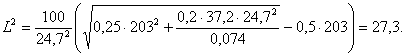 L² = 100/24,7² (√(0,25·203² + 0,2·37,2·24,7²/0,074) − 0,5·203) = 27,3.